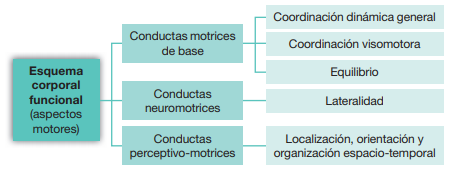 Esquema
corporal
funcional
(aspectos
motores)
Conductas motrices
de base
Coordinación dinámica general
Coordinación visomotora
Equilibrio
Conductas
neuromotrices
Lateralidad
Conductas
perceptivo-motrices
Localización, orientación y
organización espacio-temporal